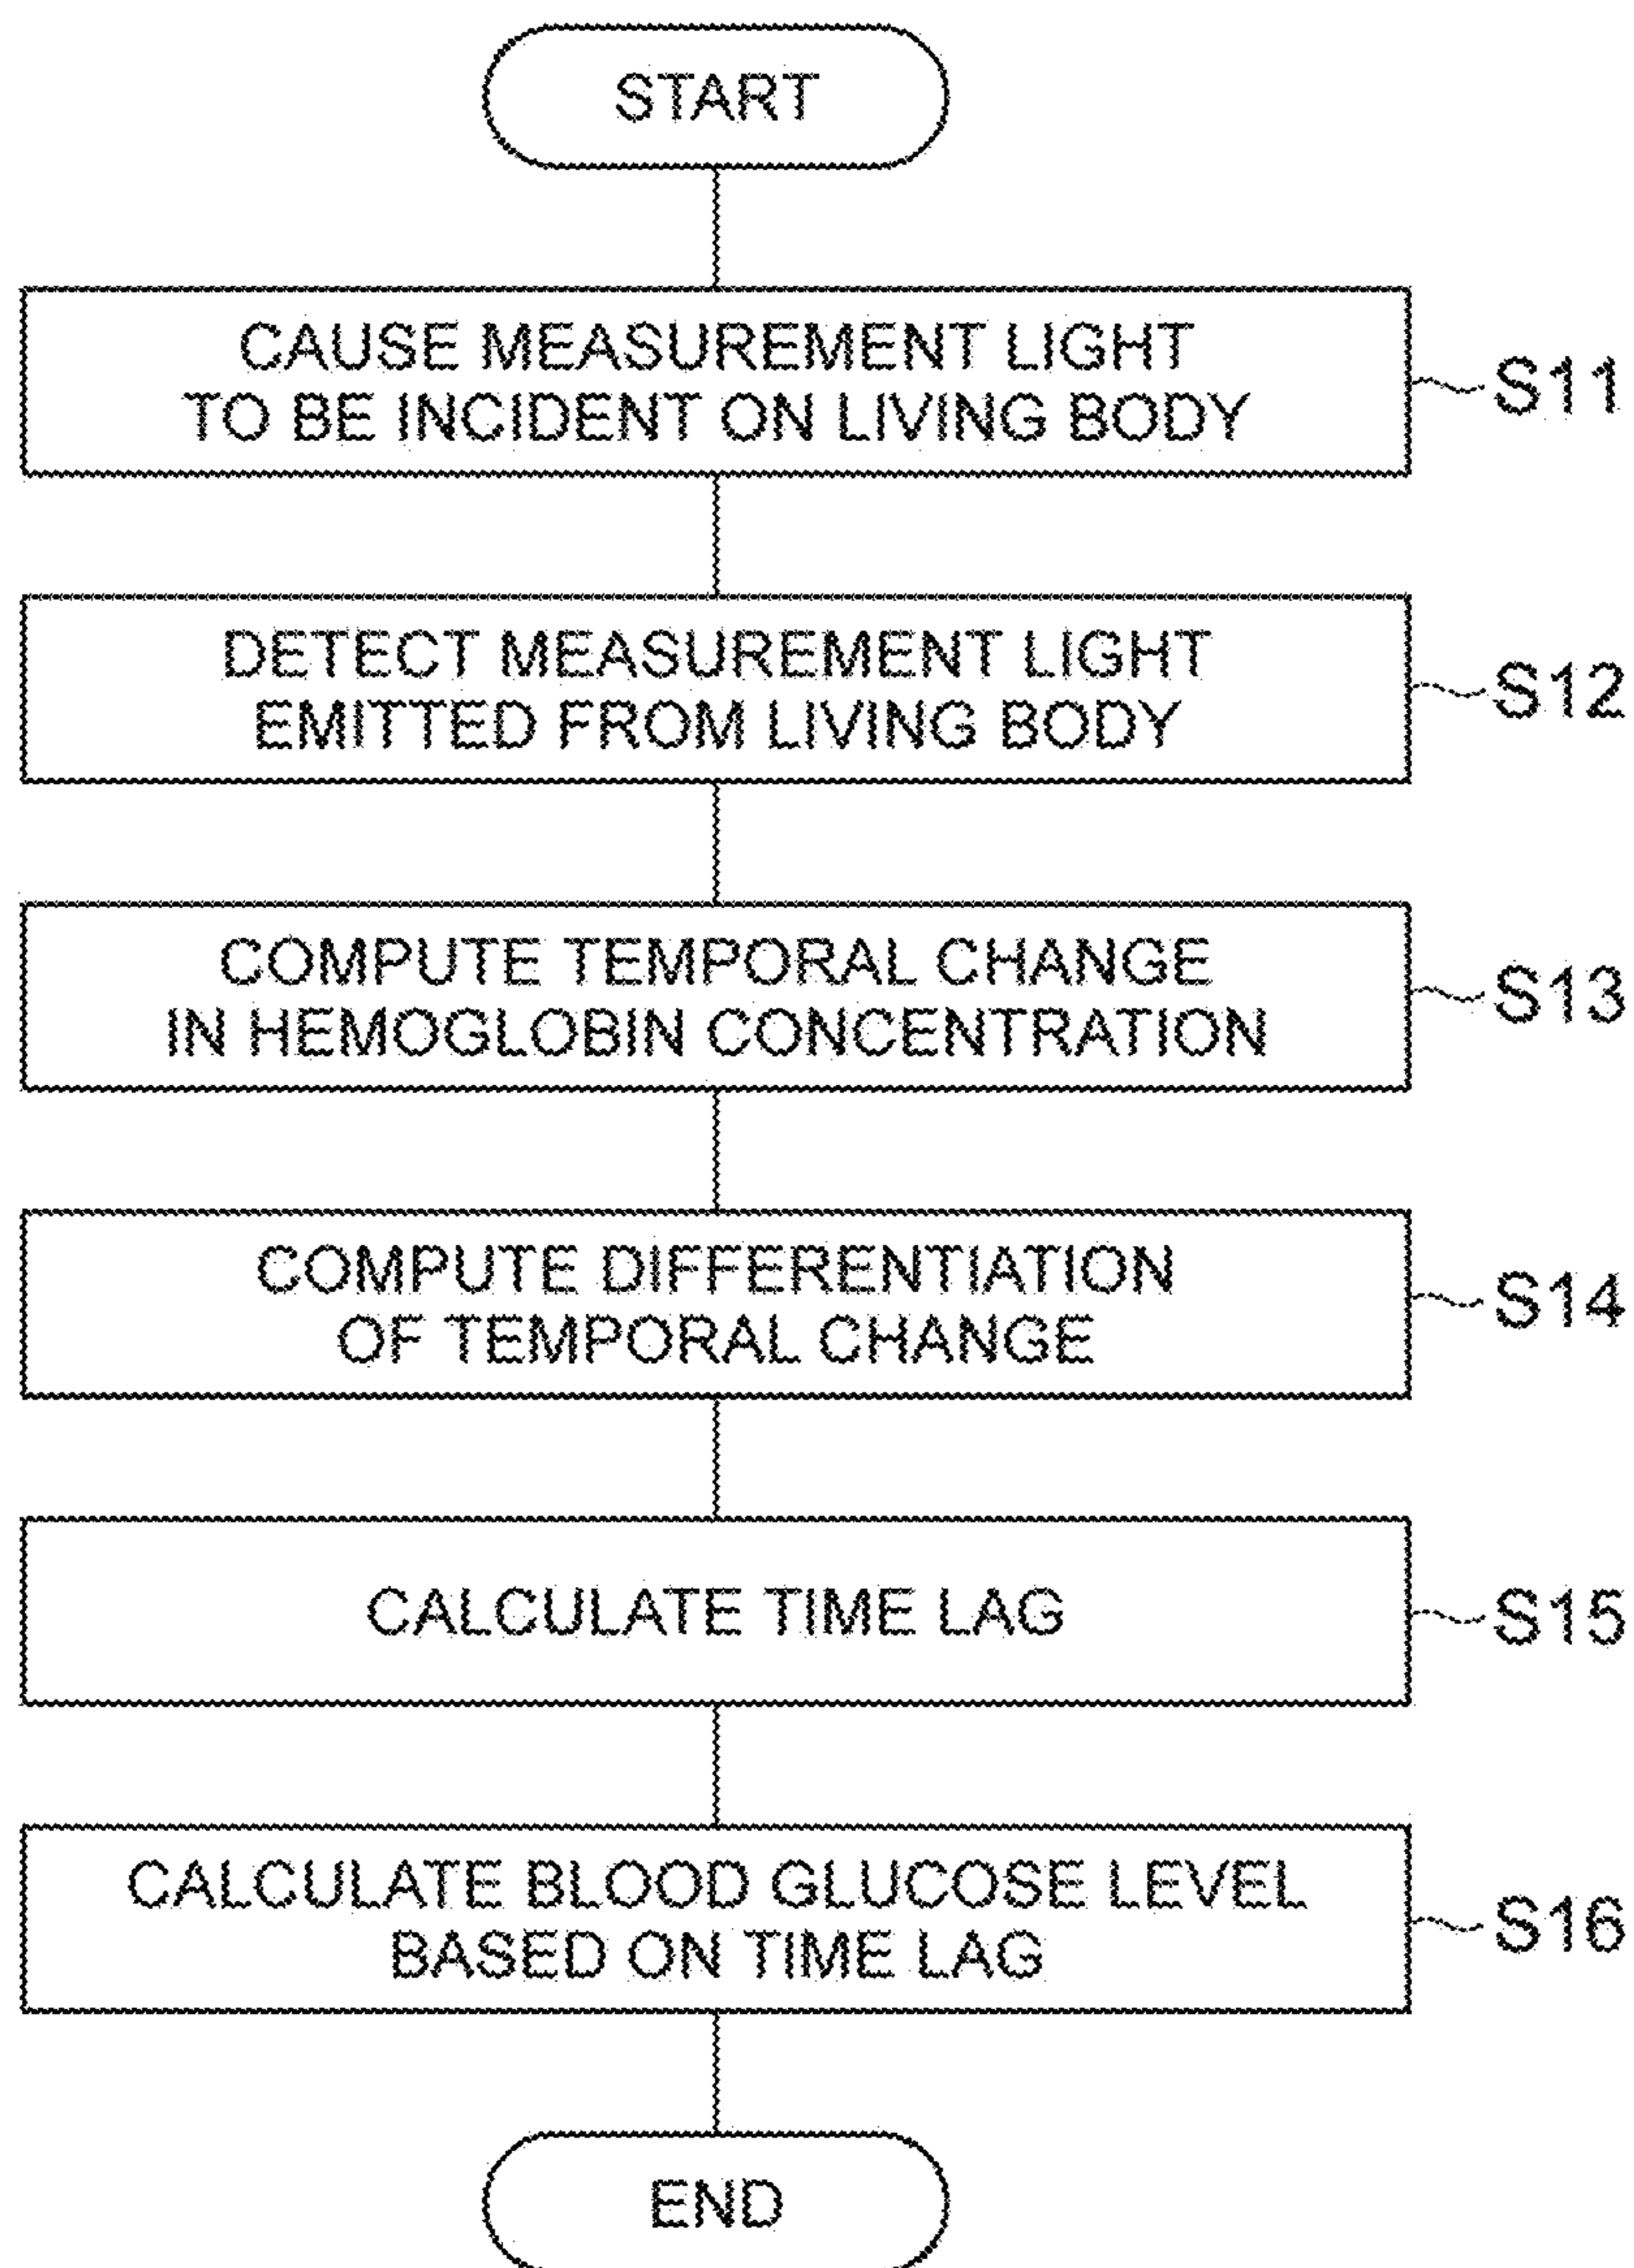 START
CAUSE MEASUREMENT LIGHT
TO BE INCIDENT ON LIVING BODY
S11
DETECT MEASUREMENT LIGHT
EMITTED FROM LIVING BODY
S12
COMPUTE TEMPORAL CHANGE
IN HEMOGLOBIN CONCENTRATION
S13
COMPUTE DIFFERENTIATION
OF TEMPORAL CHANGE
S14
CALCULATE TIME LAG
S15
CALCULATE BLOOD GLUCOSE LEVEL
BASED ON TIME LAG
S16
END